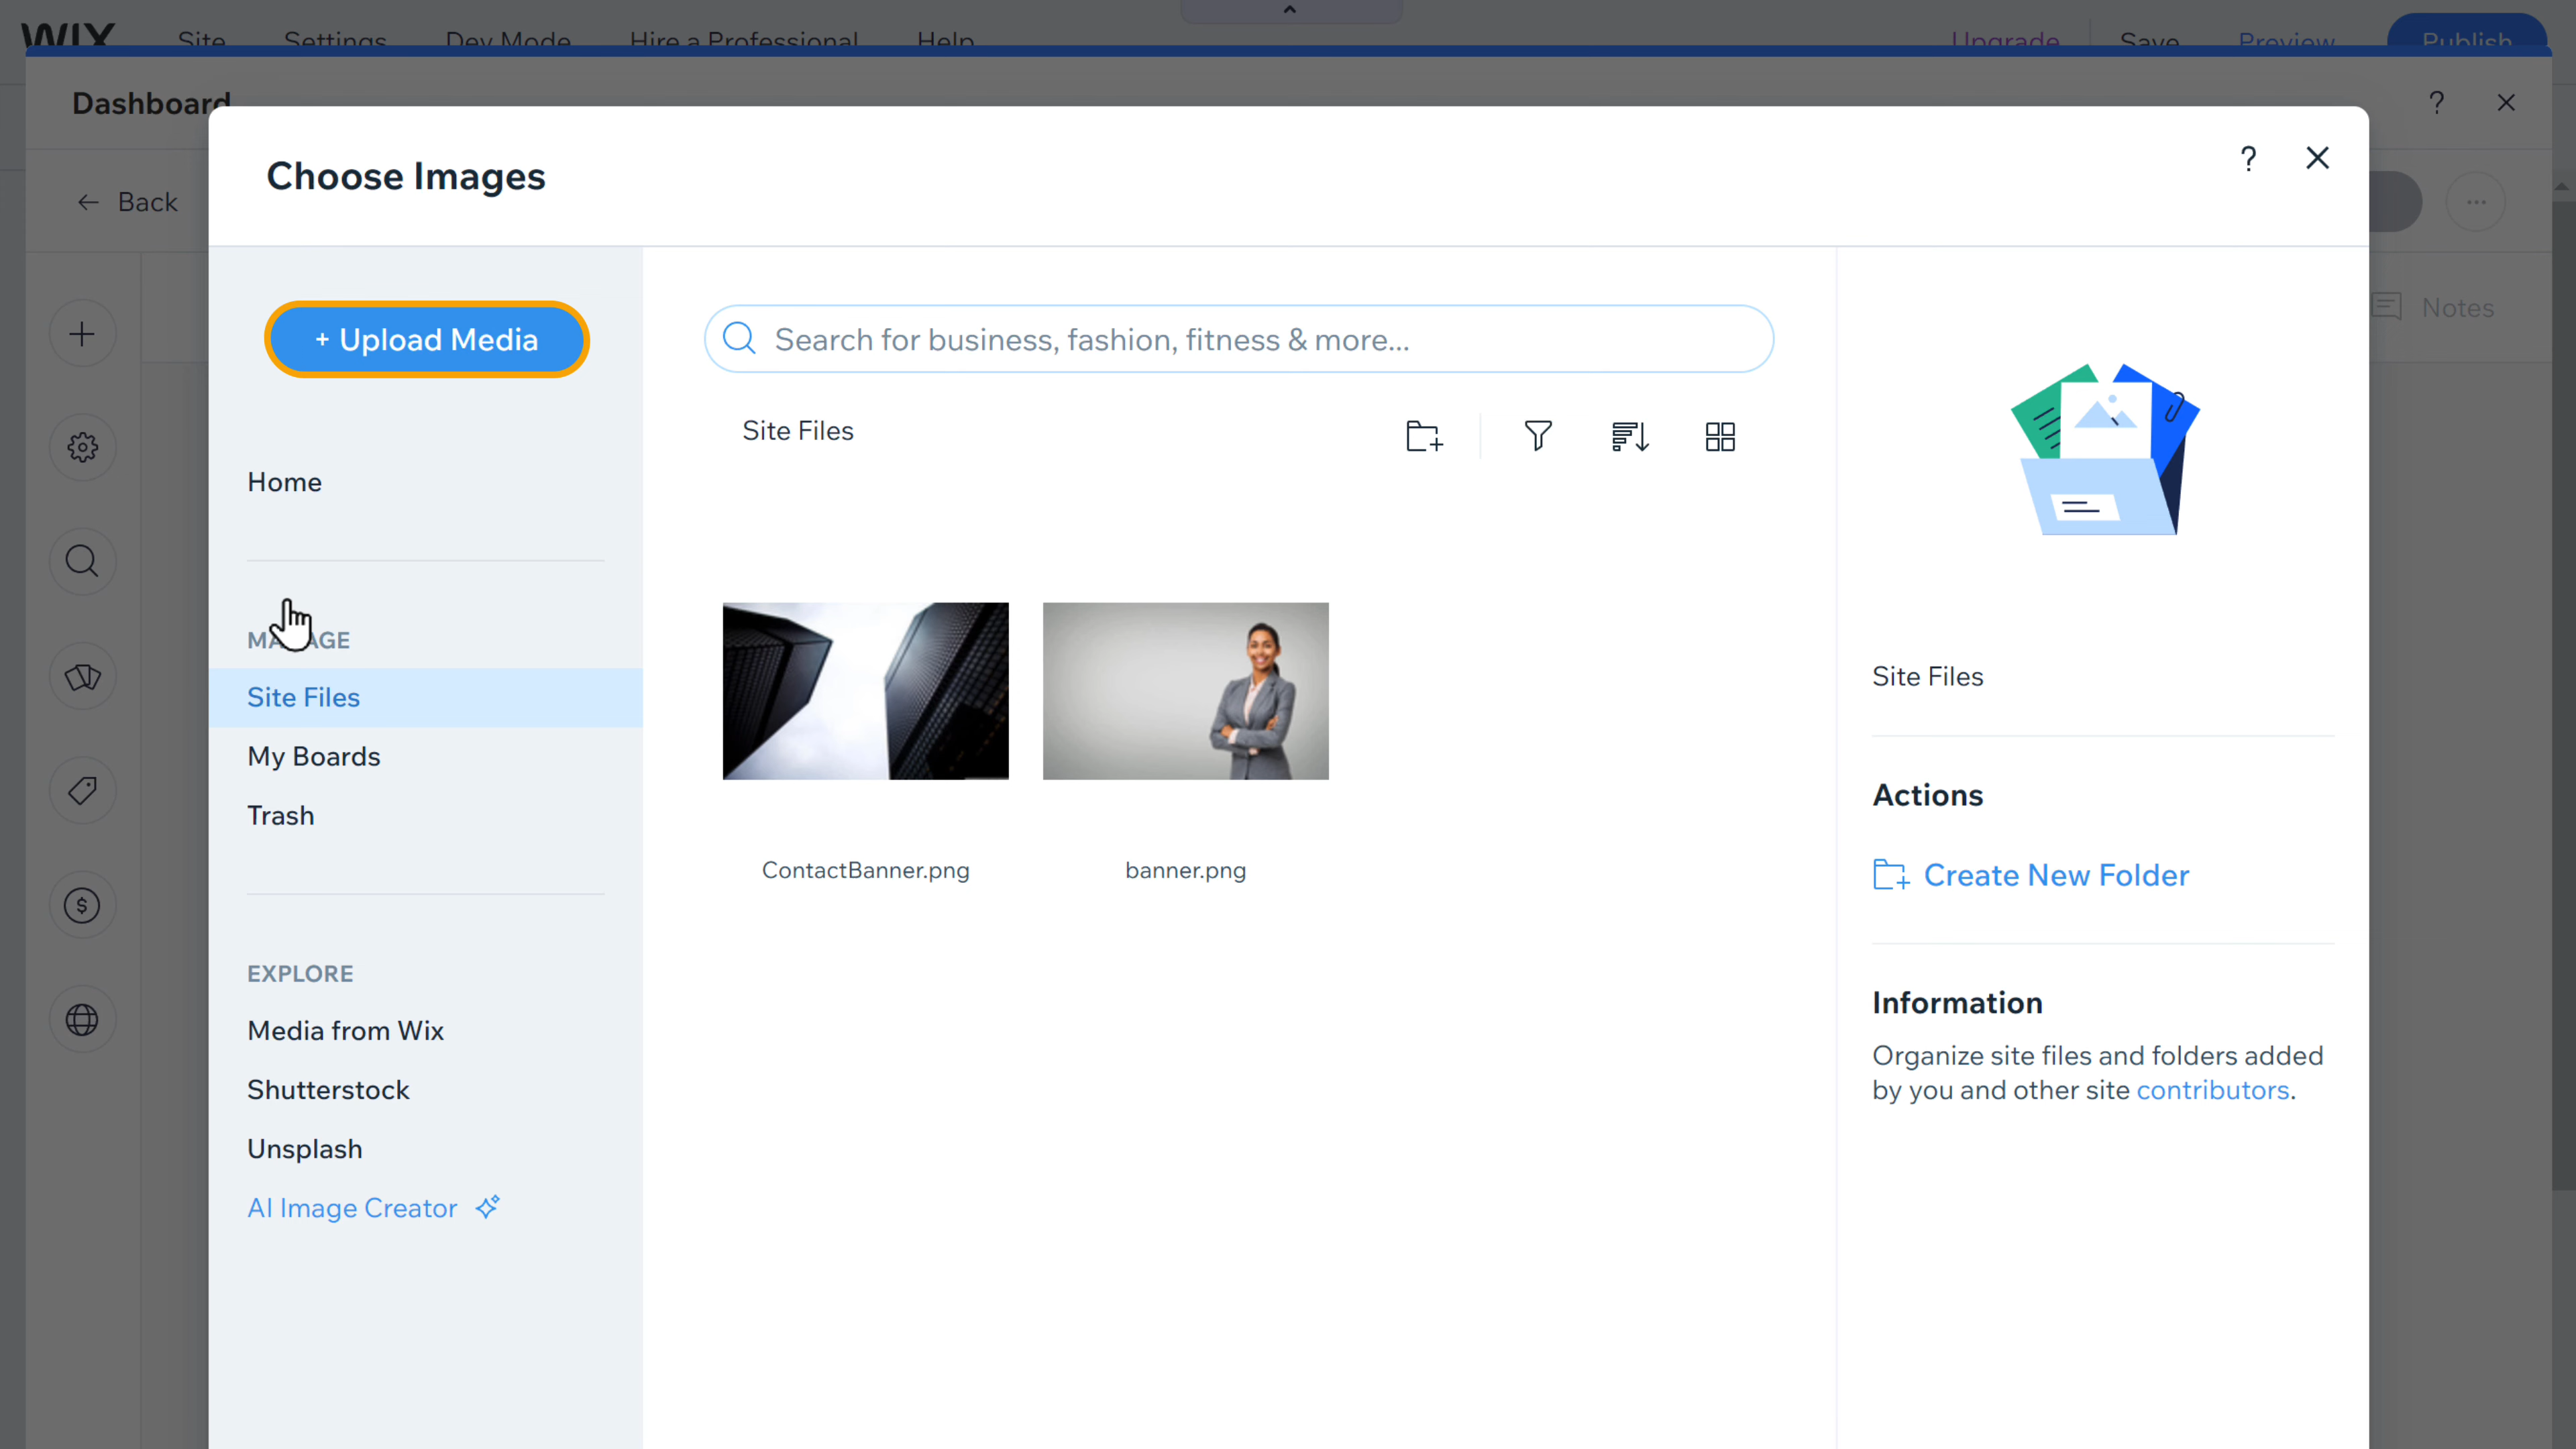 WIX Site Settings Dev Mode Hire a Professional Help Upgrade Save Preview Publish
Dashboard ? ×
Choose Images ?
← Back
Notes
+ Upload Media
Search for business, fashion, fitness & more...
Site Files
Home
MANAGE
Site Files
My Boards
Trash
ContactBanner.png banner.png
EXPLORE
Media from Wix
Shutterstock
Unsplash
AI Image Creator
Site Files
Actions
Create New Folder
Information
Organize site files and folders added
by you and other site contributors.